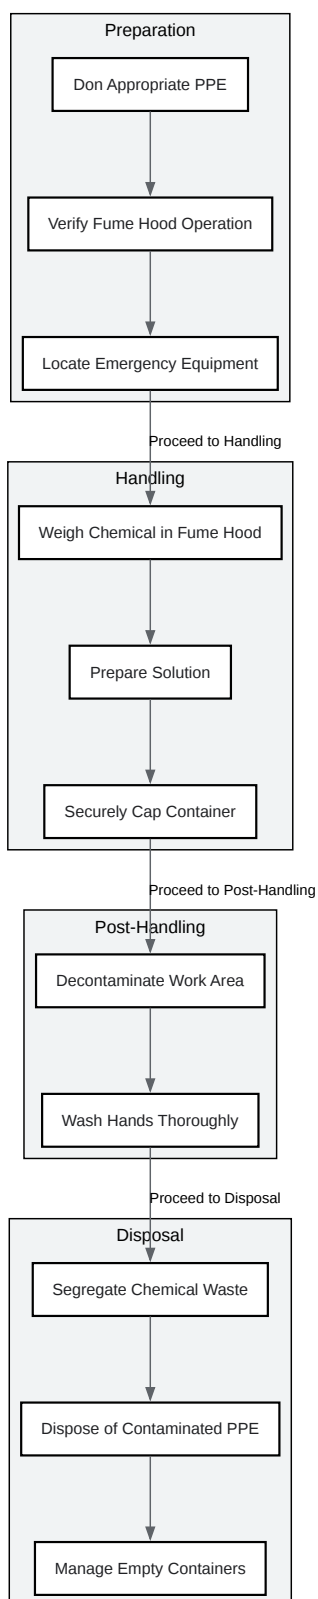 Preparation
Don Appropriate PPE
Verify Fume Hood Operation
Locate Emergency Equipment
Proceed to Handling
Handling
Weigh Chemical in Fume Hood
Prepare Solution
Securely Cap Container
Proceed to Post-Handling
Post-Handling
Decontaminate Work Area
Wash Hands Thoroughly
Proceed to Disposal
Disposal
Segregate Chemical Waste
Dispose of Contaminated PPE
Manage Empty Containers